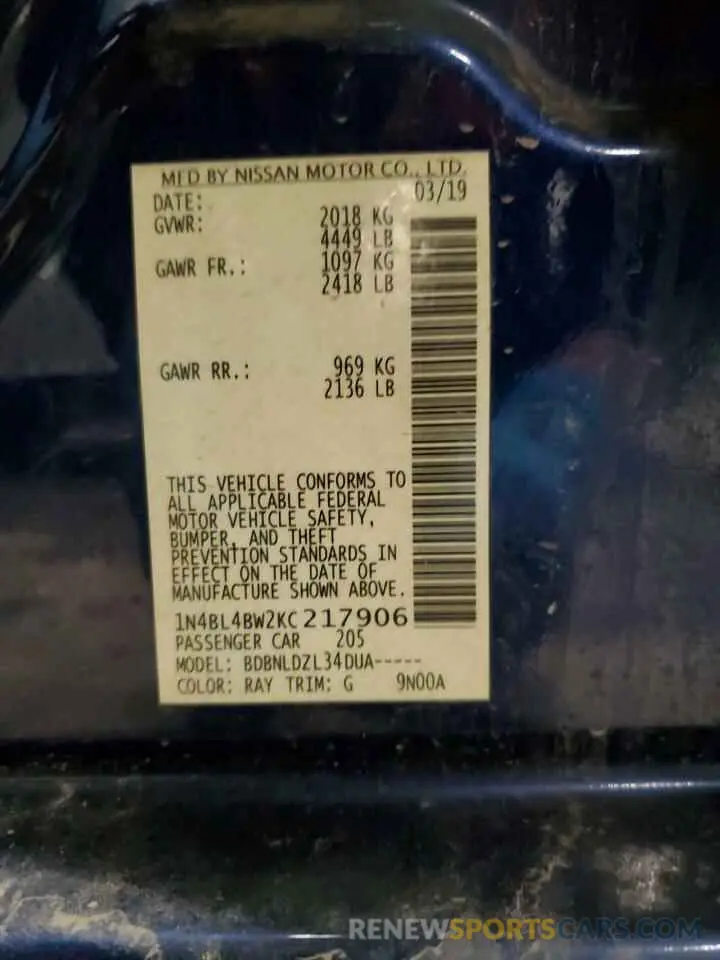 MFD BY NISSAN MOTOR CO., LTD.
DATE: 03/19
GVWR: 2018 KG
4449 LB
GAWR FR.: 1097 KG
2418 LB
GAWR RR.: 969 KG
2136 LB
THIS VEHICLE CONFORMS TO
ALL APPLICABLE FEDERAL
MOTOR VEHICLE SAFETY,
BUMPER, AND THEFT
PREVENTION STANDARDS IN
EFFECT ON THE DATE OF
MANUFACTURE SHOWN ABOVE.
1N4BL4BW2KC217906
PASSENGER CAR 205
MODEL: BDBNLDZL34DUA-----
COLOR: RAY TRIM: G 9N00A
RENEWSPORTSCARS.COM